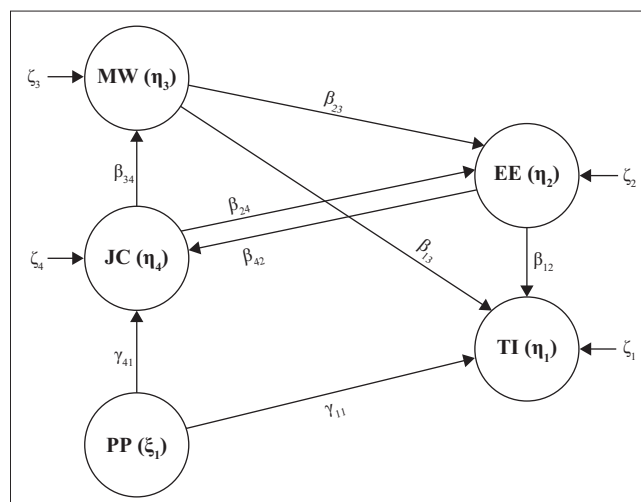 MW (η₃)
ζ₃
β₂₃
EE (η₂)
ζ₂
β₃₄
β₂₄
β₄₂
β₁₃
β₁₂
JC (η₄)
ζ₄
TI (η₁)
ζ₁
γ₄₁
γ₁₁
PP (ξ₁)